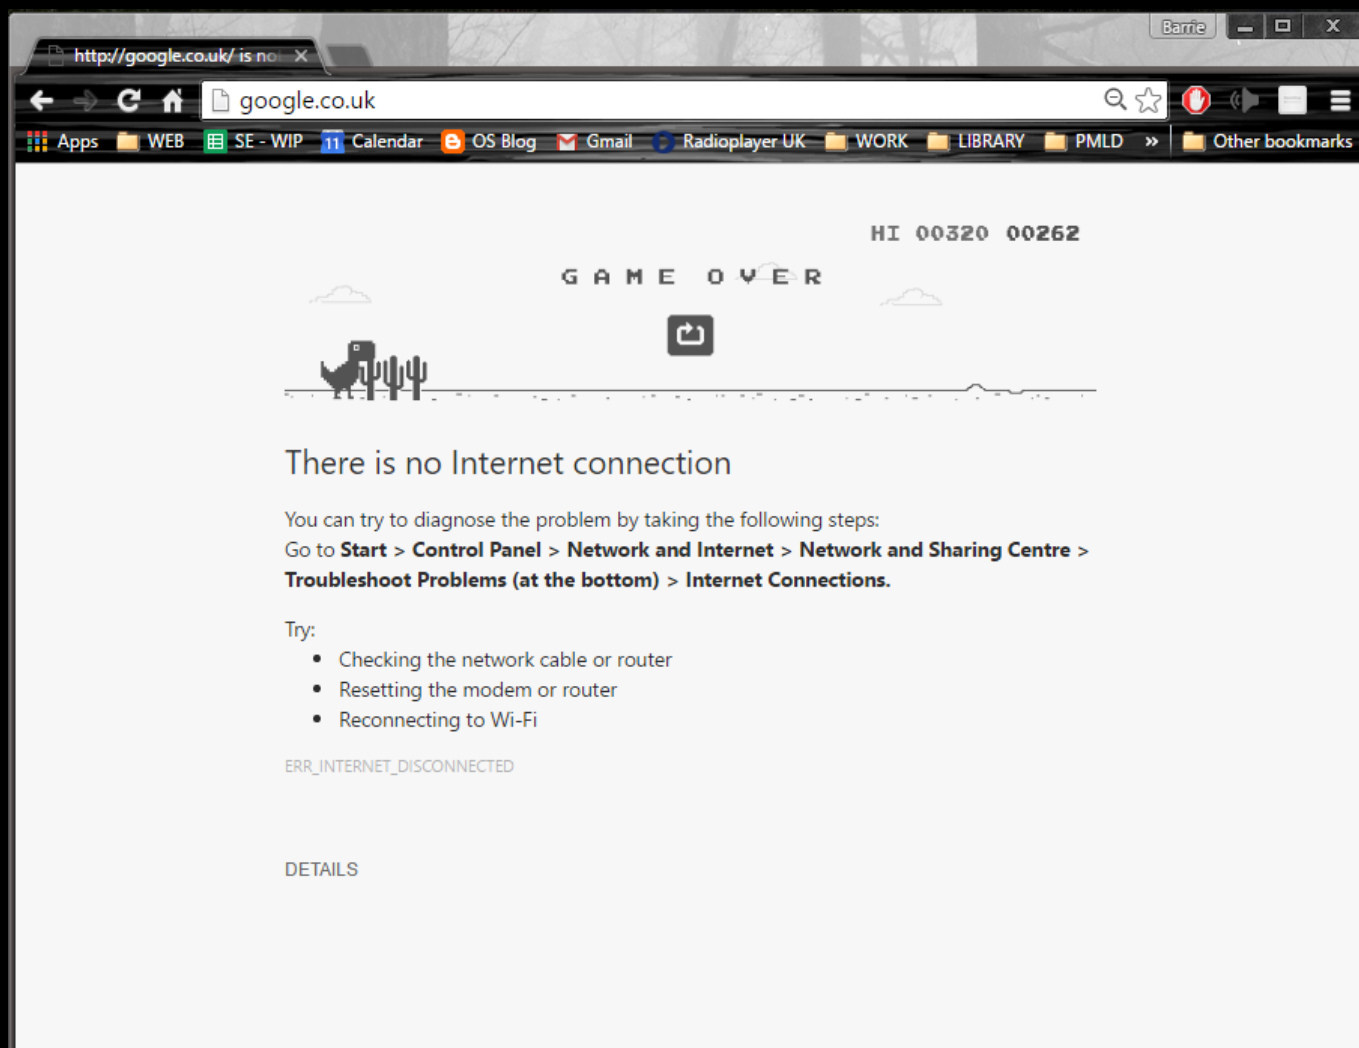 Barrie
http://google.co.uk/ is no
google.co.uk
Apps WEB SE - WIP 11 Calendar OS Blog Gmail Radioplayer UK WORK LIBRARY PMLD » Other bookmarks
HI 00320 00262
GAME OVER
There is no Internet connection
You can try to diagnose the problem by taking the following steps:
Go to Start > Control Panel > Network and Internet > Network and Sharing Centre >
Troubleshoot Problems (at the bottom) > Internet Connections.
Try:
• Checking the network cable or router
• Resetting the modem or router
• Reconnecting to Wi-Fi
ERR_INTERNET_DISCONNECTED
DETAILS